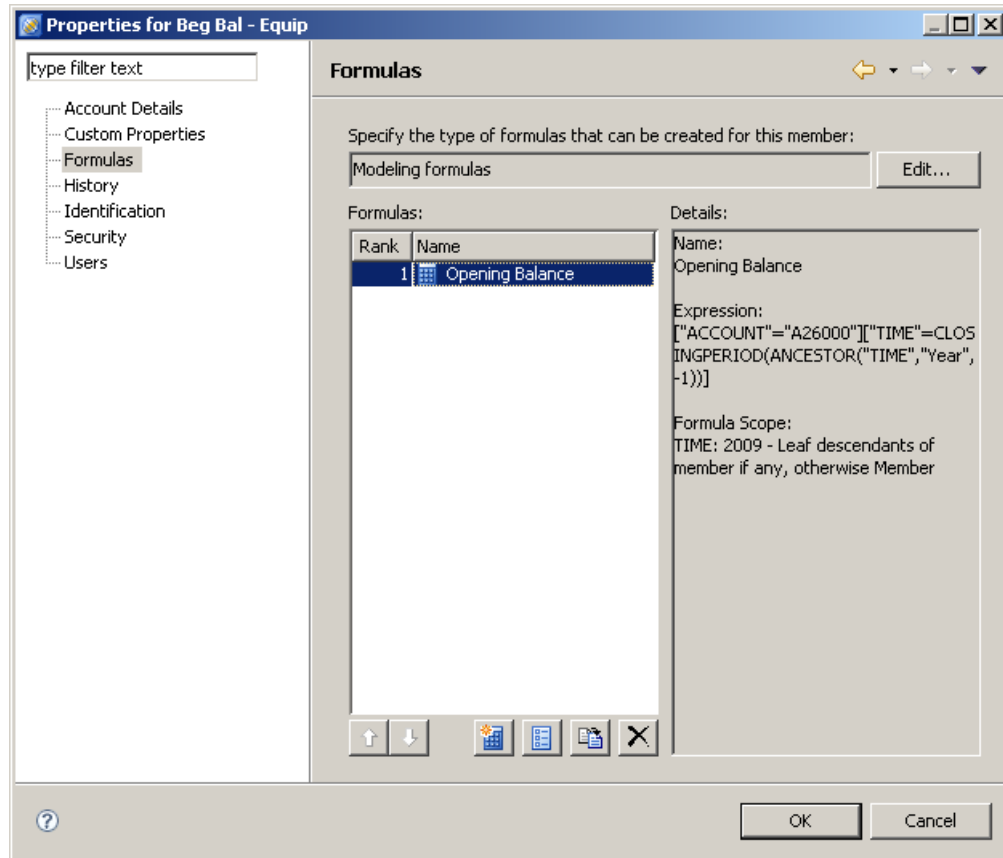 Properties for Beg Bal - Equip
type filter text
Account Details
Custom Properties
Formulas
History
Identification
Security
Users
Formulas
Specify the type of formulas that can be created for this member:
Modeling formulas
Edit...
Formulas:
Rank Name
1 Opening Balance
Details:
Name:
Opening Balance
Expression:
["ACCOUNT"="A26000"]["TIME"=CLOS
INGPERIOD(ANCESTOR("TIME","Year",
-1))]
Formula Scope:
TIME: 2009 - Leaf descendants of
member if any, otherwise Member
OK
Cancel